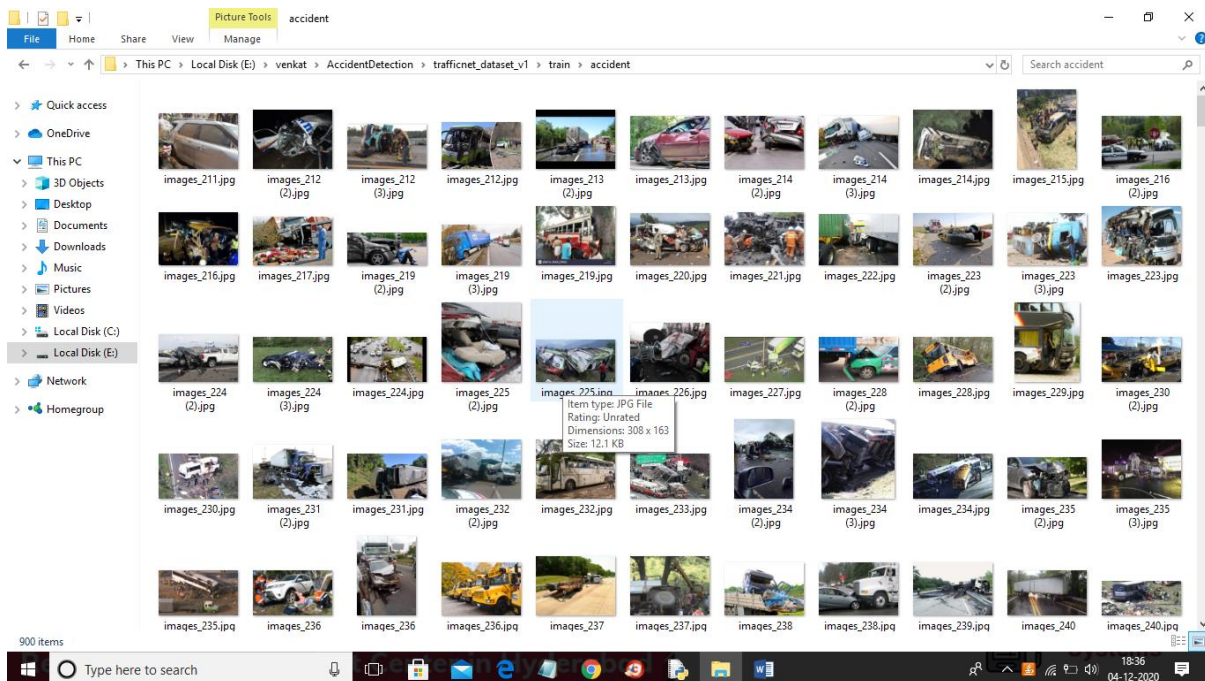 Picture Tools
accident
File
Home
Share
View
Manage
This PC > Local Disk (E:) > venkat > AccidentDetection > trafficnet_dataset_v1 > train > accident
Search accident
Quick access
OneDrive
This PC
3D Objects
Desktop
Documents
Downloads
Music
Pictures
Videos
Local Disk (C:)
Local Disk (E:)
Network
Homegroup
images_211.jpg
images_212 (2).jpg
images_212 (3).jpg
images_212.jpg
images_213 (2).jpg
images_213.jpg
images_214 (2).jpg
images_214 (3).jpg
images_214.jpg
images_215.jpg
images_216 (2).jpg
images_216.jpg
images_217.jpg
images_219 (2).jpg
images_219 (3).jpg
images_219.jpg
images_220.jpg
images_221.jpg
images_222.jpg
images_223 (2).jpg
images_223 (3).jpg
images_223.jpg
images_224 (2).jpg
images_224 (3).jpg
images_224.jpg
images_225 (2).jpg
images_225.jpg
images_226.jpg
images_227.jpg
images_228 (2).jpg
images_228.jpg
images_229.jpg
images_230 (2).jpg
Item type: JPG File
Rating: Unrated
Dimensions: 308 x 163
Size: 12.1 KB
images_230.jpg
images_231 (2).jpg
images_231.jpg
images_232 (2).jpg
images_232.jpg
images_233.jpg
images_234 (2).jpg
images_234 (3).jpg
images_234.jpg
images_235 (2).jpg
images_235 (3).jpg
images_235.jpg
images_236
images_236
images_236.jpg
images_237
images_237.jpg
images_238
images_238.jpg
images_239.jpg
images_240
images_240.jpg
900 items
Type here to search
18:36
04-12-2020